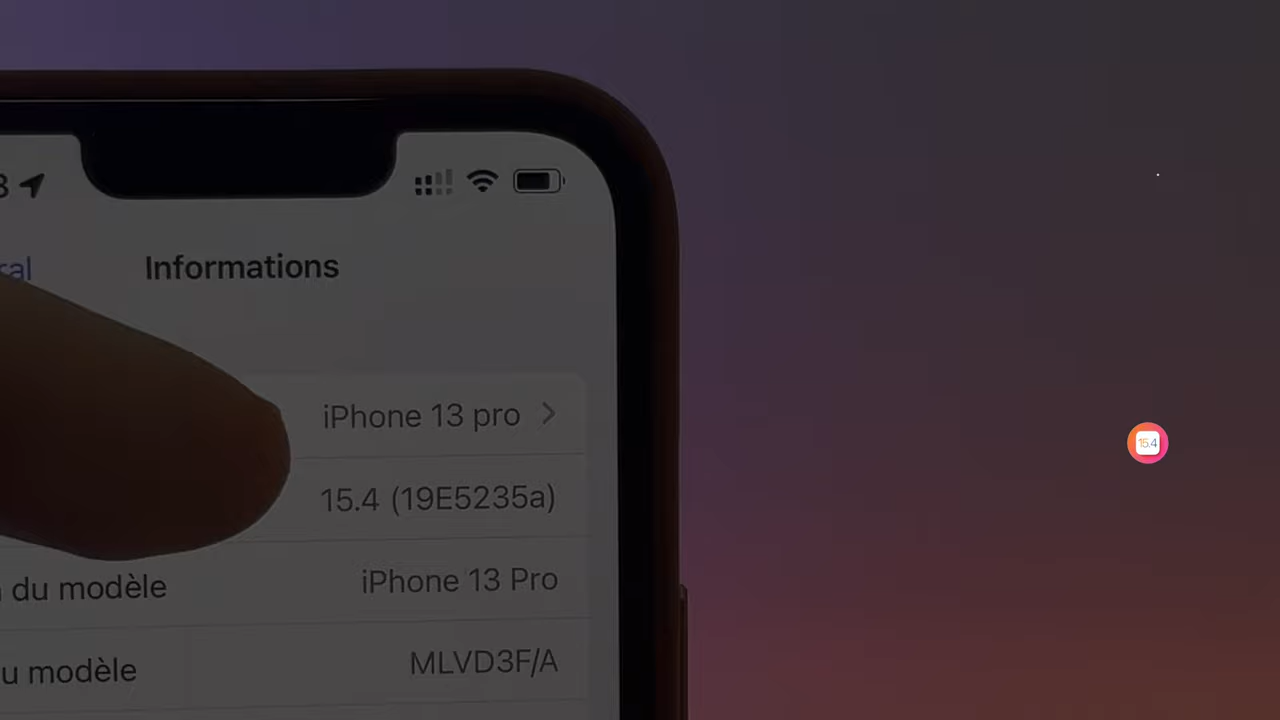 Informations
iPhone 13 pro
15.4 (19E5235a)
du modèle iPhone 13 Pro
modèle MLVD3F/A
15.4